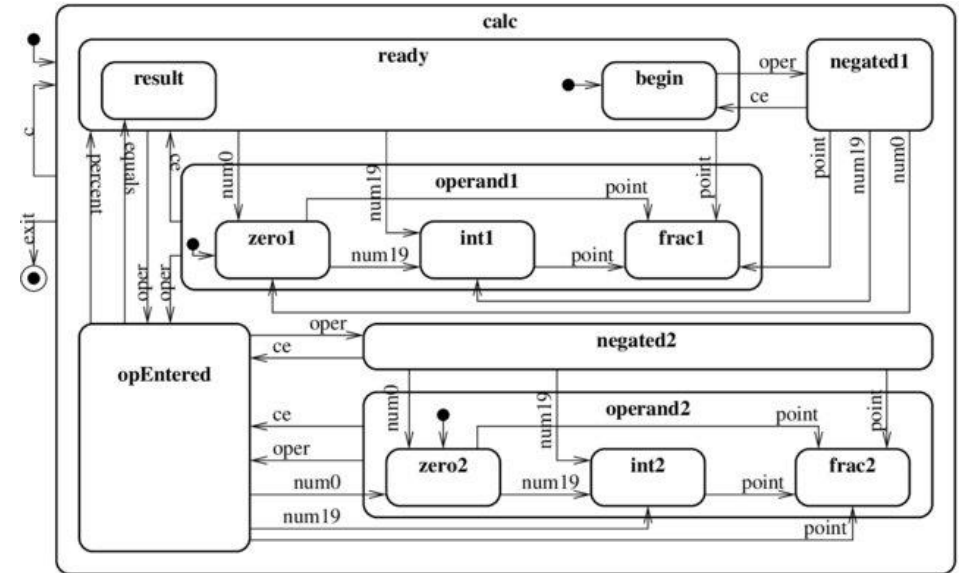 calc
ready
result
begin
oper
ce
negated1
c
exit
percent
equals
ce
num0
num19
point
point
num19
num0
operand1
point
zero1
num19
int1
point
frac1
oper
oper
opEntered
oper
ce
negated2
num0
num19
point
operand2
point
ce
oper
zero2
num19
int2
point
frac2
num0
num19
point